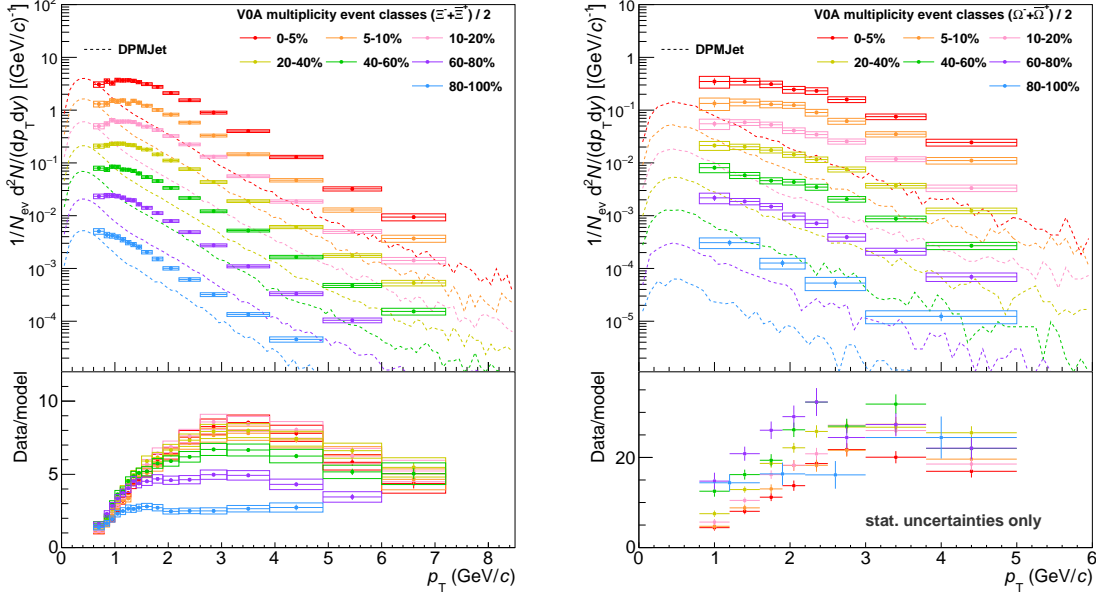 V0A multiplicity event classes (Ξ⁻+Ξ̅⁺) / 2
DPMJet
0-5%
5-10%
10-20%
20-40%
40-60%
60-80%
80-100%
1/N_ev d²N/(dp_T dy) [(GeV/c)⁻¹]
10²
10
1
10⁻¹
10⁻²
10⁻³
10⁻⁴
Data/model
10
5
0
0 1 2 3 4 5 6 7 8
p_T (GeV/c)
V0A multiplicity event classes (Ω⁻+Ω̅⁺) / 2
DPMJet
0-5%
5-10%
10-20%
20-40%
40-60%
60-80%
80-100%
1/N_ev d²N/(dp_T dy) [(GeV/c)⁻¹]
10²
10
1
10⁻¹
10⁻²
10⁻³
10⁻⁴
10⁻⁵
Data/model
20
0
stat. uncertainties only
0 1 2 3 4 5 6
p_T (GeV/c)